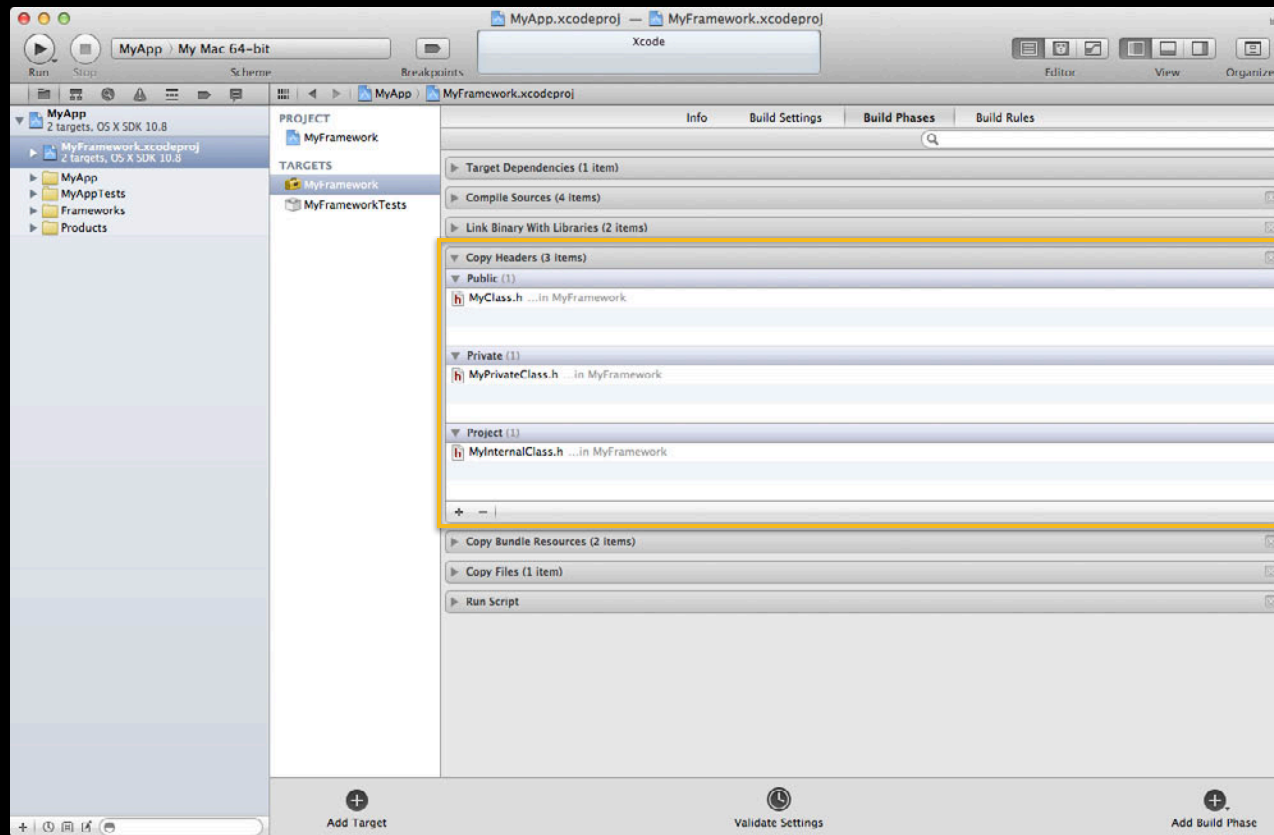 MyApp.xcodeproj — MyFramework.xcodeproj
MyApp 〉 My Mac 64-bit
Xcode
Run Stop Scheme Breakpoints Editor View Organize
MyApp 〉 MyFramework.xcodeproj
MyApp
2 targets, OS X SDK 10.8
MyFramework.xcodeproj
2 targets, OS X SDK 10.8
MyApp
MyAppTests
Frameworks
Products
PROJECT
MyFramework
TARGETS
MyFramework
MyFrameworkTests
Info Build Settings Build Phases Build Rules
Target Dependencies (1 item)
Compile Sources (4 items)
Link Binary With Libraries (2 items)
Copy Headers (3 items)
Public (1)
MyClass.h ...in MyFramework
Private (1)
MyPrivateClass.h ...in MyFramework
Project (1)
MyInternalClass.h ...in MyFramework
Copy Bundle Resources (2 items)
Copy Files (1 item)
Run Script
Add Target Validate Settings Add Build Phase